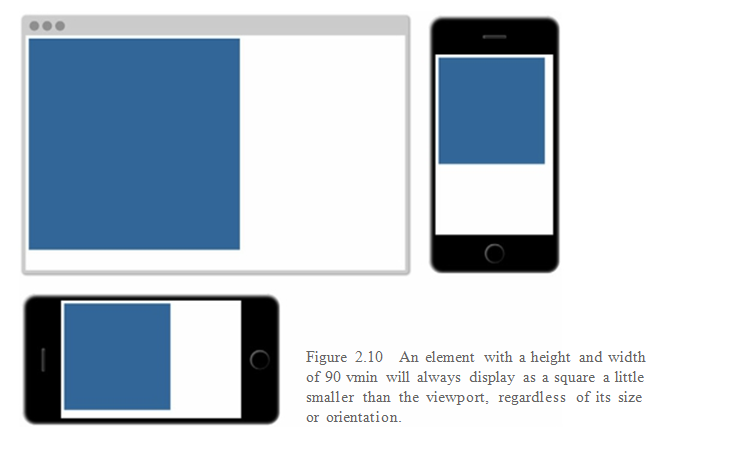 Figure 2.10 An element with a height and width
of 90 vmin will always display as a square a little
smaller than the viewport, regardless of its size
or orientation.